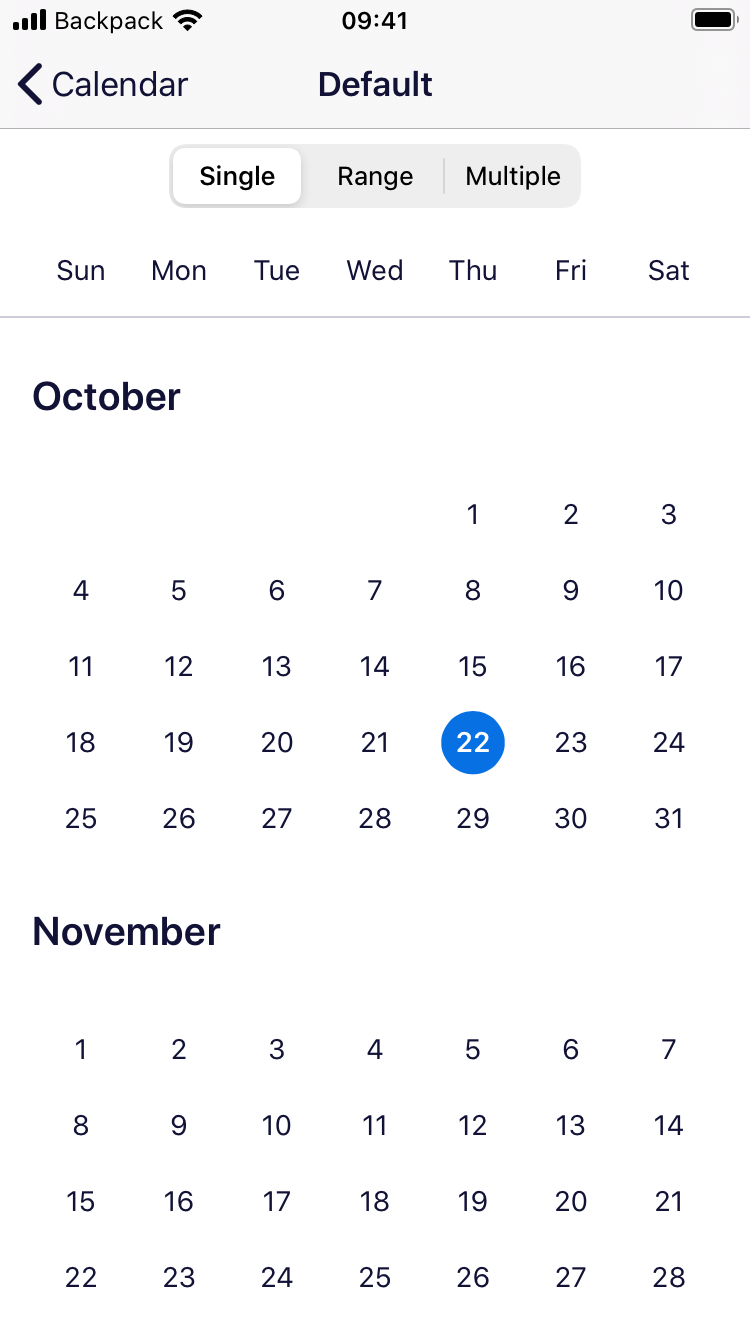 Backpack 09:41
Calendar Default
Single Range Multiple
Sun Mon Tue Wed Thu Fri Sat
October
1 2 3
4 5 6 7 8 9 10
11 12 13 14 15 16 17
18 19 20 21 22 23 24
25 26 27 28 29 30 31
November
1 2 3 4 5 6 7
8 9 10 11 12 13 14
15 16 17 18 19 20 21
22 23 24 25 26 27 28